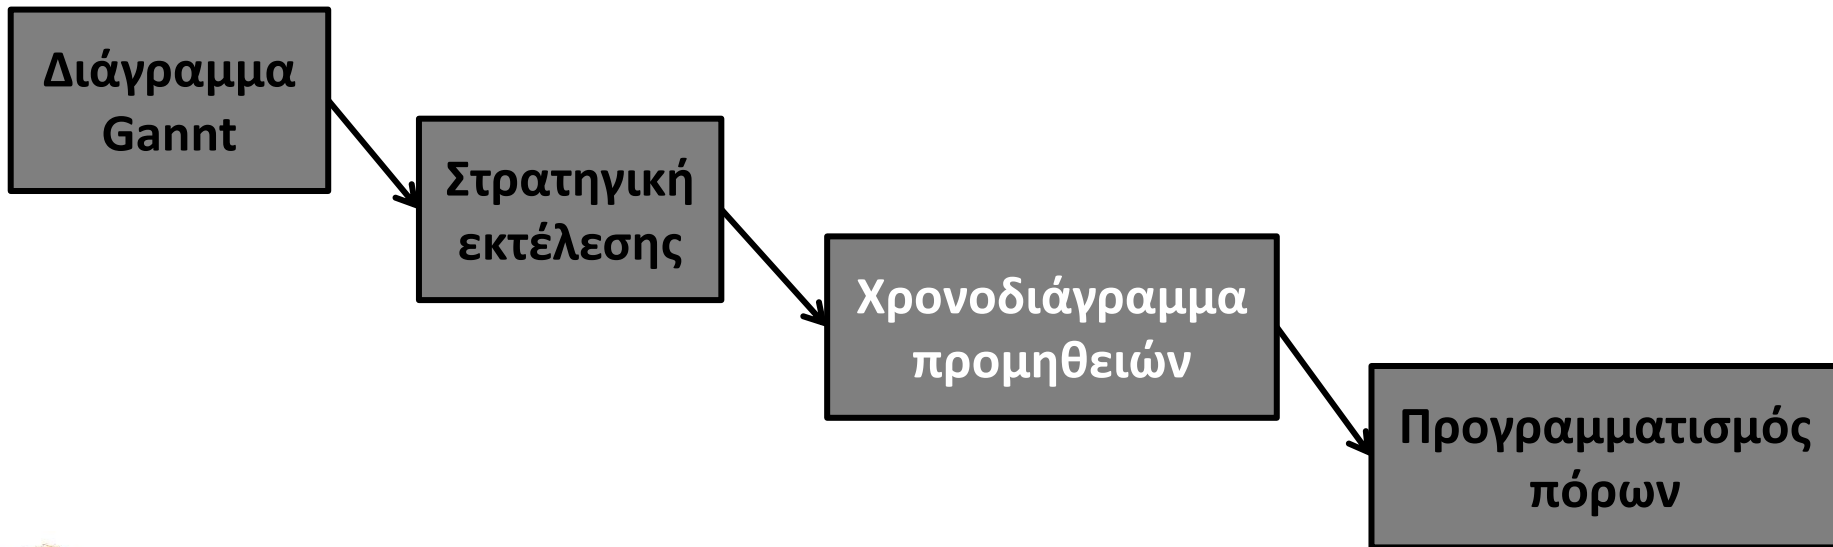 Διάγραμμα
Gannt
Στρατηγική
εκτέλεσης
Χρονοδιάγραμμα
προμηθειών
Προγραμματισμός
πόρων